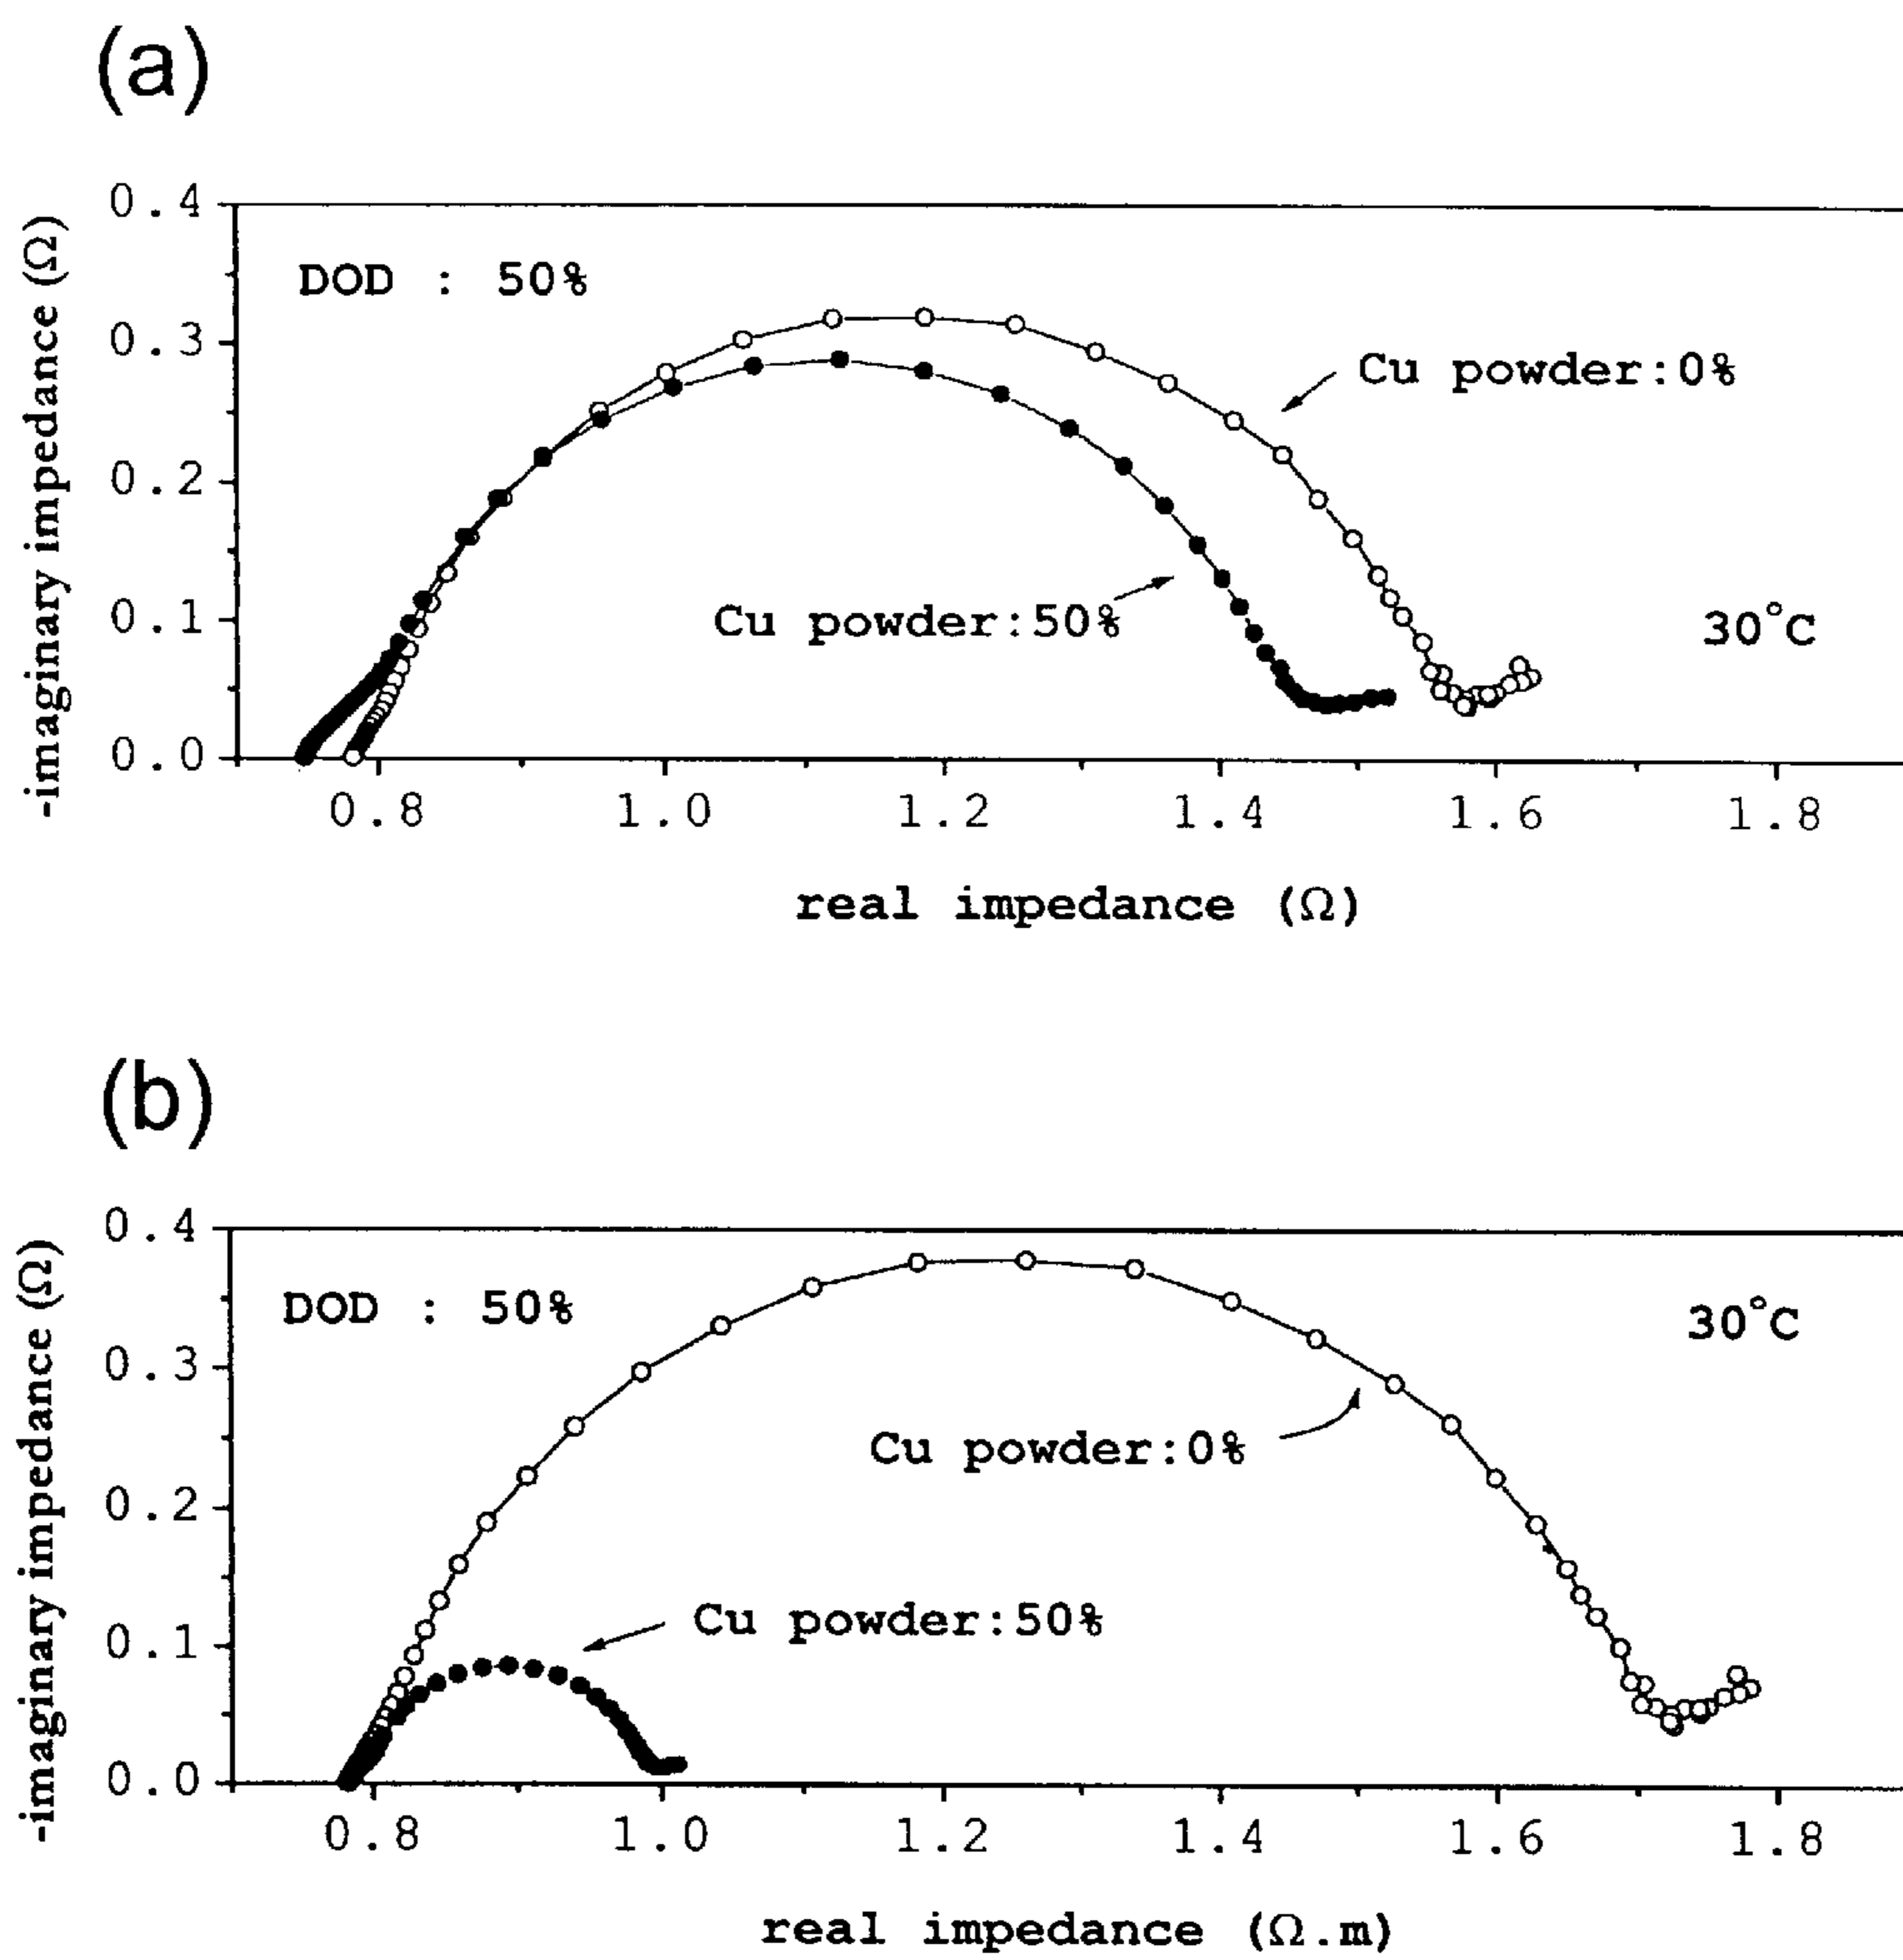 (a)
0.4
0.3
0.2
0.1
0.0
-imaginary impedance (Ω)
DOD : 50%
Cu powder:0%
Cu powder:50%
30°C
0.8 1.0 1.2 1.4 1.6 1.8
real impedance (Ω)
(b)
0.4
0.3
0.2
0.1
0.0
-imaginary impedance (Ω)
DOD : 50%
30°C
Cu powder:0%
Cu powder:50%
0.8 1.0 1.2 1.4 1.6 1.8
real impedance (Ω.m)